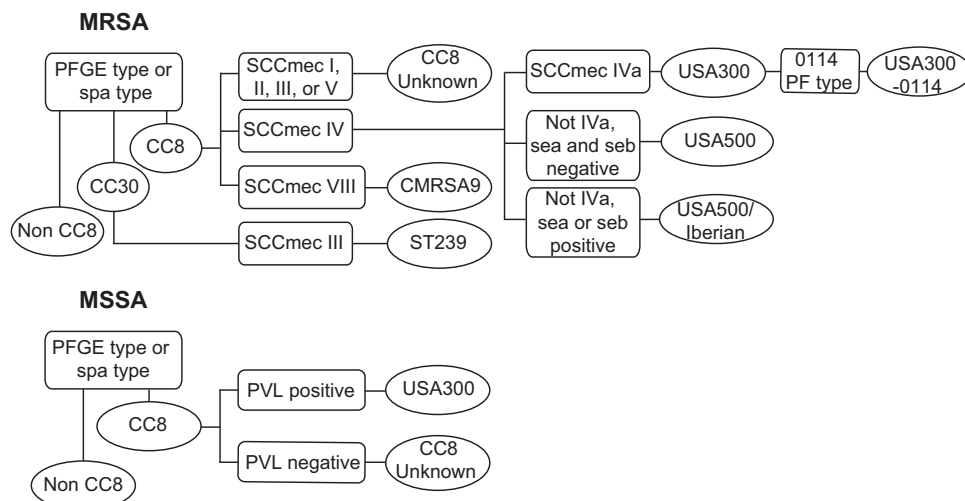 MRSA
PFGE type or
spa type
CC8
CC30
Non CC8
SCCmec I,
II, III, or V
CC8
Unknown
SCCmec IV
SCCmec VIII
CMRSA9
SCCmec III
ST239
SCCmec IVa
USA300
0114
PF type
USA300
-0114
Not IVa,
sea and seb
negative
USA500
Not IVa,
sea or seb
positive
USA500/
Iberian
MSSA
PFGE type or
spa type
CC8
Non CC8
PVL positive
USA300
PVL negative
CC8
Unknown